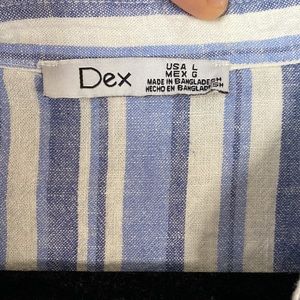 Dex
USA L
MEX G
MADE IN BANGLADESH
HECHO EN BANGLADESH